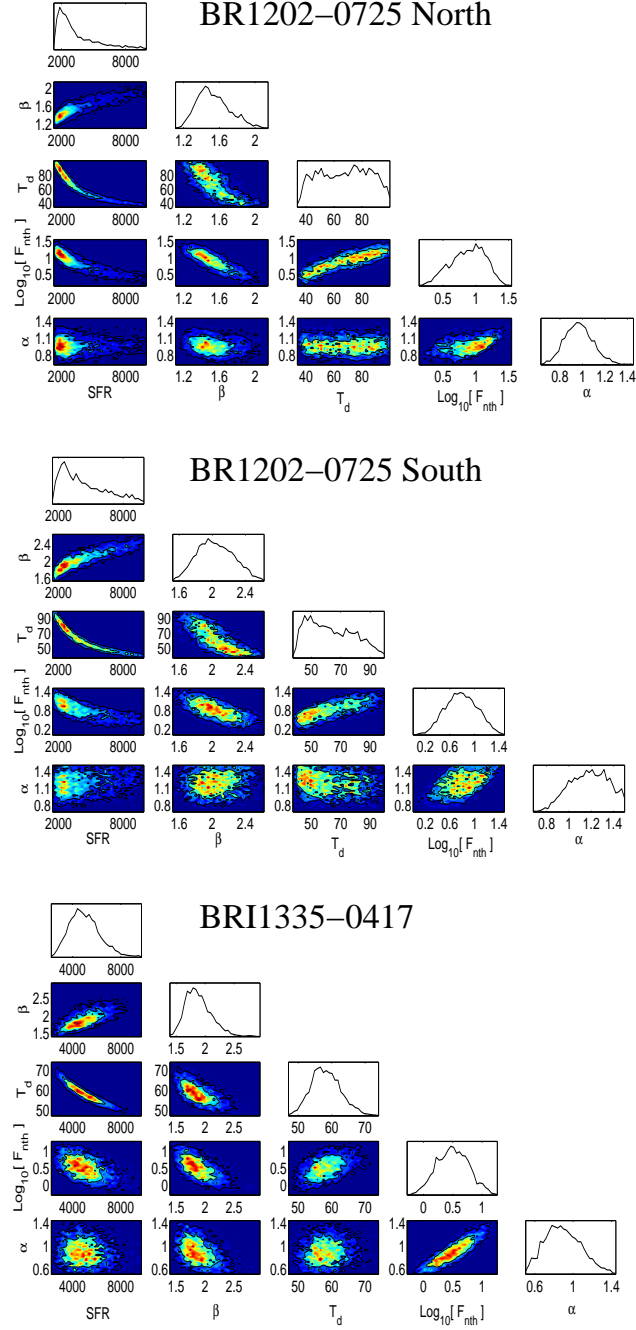 BR1202−0725 North
2000 8000
2
1.6
1.2
β
2000 8000
1.2 1.6 2
80
60
40
T_d
2000 8000
1.2 1.6 2
40 60 80
1.5
1
0.5
Log10[ F_nth ]
2000 8000
1.2 1.6 2
40 60 80
0.5 1 1.5
1.4
1.1
0.8
α
2000 8000
1.2 1.6 2
40 60 80
0.5 1 1.5
0.8 1 1.2 1.4
SFR β T_d Log10[ F_nth ] α
BR1202−0725 South
2000 8000
2.4
2
1.6
β
2000 8000
1.6 2 2.4
90
70
50
T_d
2000 8000
1.6 2 2.4
50 70 90
1.4
0.8
0.2
Log10[ F_nth ]
2000 8000
1.6 2 2.4
50 70 90
0.2 0.8 1.4
1.4
1.1
0.8
α
2000 8000
1.6 2 2.4
50 70 90
0.2 0.8 1.4
0.8 1 1.2 1.4
SFR β T_d Log10[ F_nth ] α
BRI1335−0417
4000 8000
2.5
2
1.5
β
4000 8000
1.5 2 2.5
70
60
50
T_d
4000 8000
1.5 2 2.5
50 60 70
1
0.5
0
Log10[ F_nth ]
4000 8000
1.5 2 2.5
50 60 70
0 0.5 1
1.4
1
0.6
α
4000 8000
1.5 2 2.5
50 60 70
0 0.5 1
0.6 1 1.4
SFR β T_d Log10[ F_nth ] α